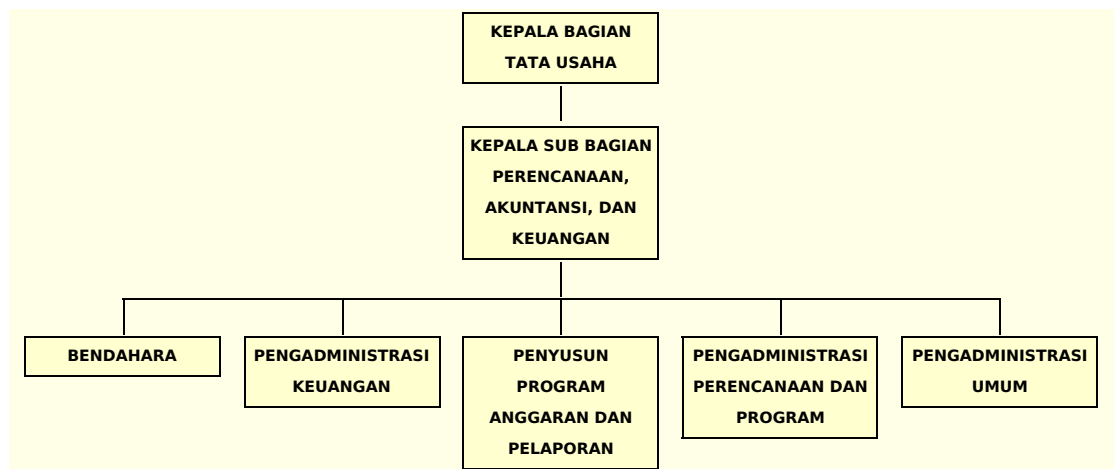 KEPALA BAGIAN
TATA USAHA
KEPALA SUB BAGIAN
PERENCANAAN,
AKUNTANSI, DAN
KEUANGAN
BENDAHARA
PENGADMINISTRASI
KEUANGAN
PENYUSUN
PROGRAM
ANGGARAN DAN
PELAPORAN
PENGADMINISTRASI
PERENCANAAN DAN
PROGRAM
PENGADMINISTRASI
UMUM